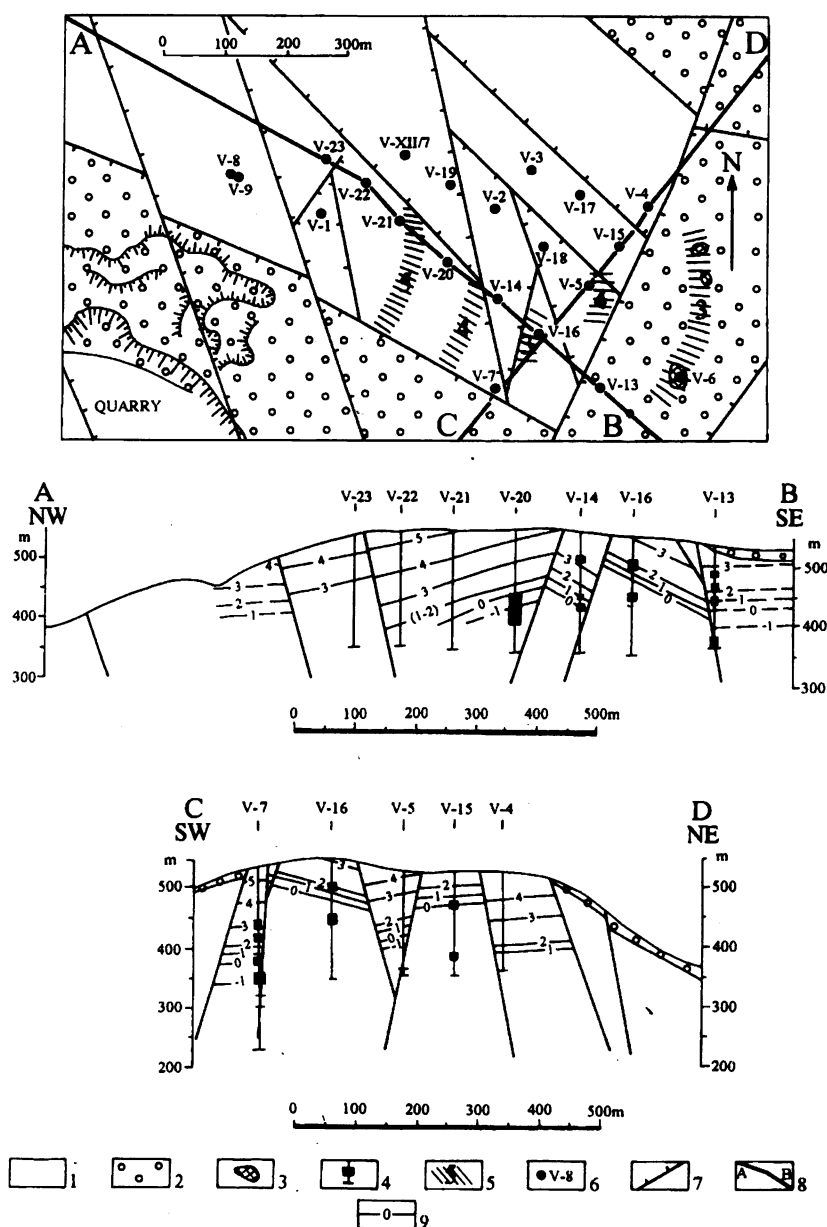 A
0 100 200 300m
D
N
V-23
V-XII/7
V-8
V-9
V-3
V-19
V-22
V-2
V-17
V-4
V-1
V-21
V-15
V-18
V-20
V-5
V-14
V-16
V-7
V-13
V-6
QUARRY
C
B
A
NW
V-23 V-22 V-21 V-20 V-14 V-16 V-13
B
SE
m
500
400
300
m
500
400
300
3
2
1
4
3
4
3
5
4
3
(1-2)
0
-1
3
2
1
0
3
2
1
0
3
2
1
0
-1
0 100 200 300 400 500m
C
SW
V-7 V-16 V-5 V-15 V-4
D
NE
m
500
400
300
200
m
500
400
300
200
5
4
3
2
1
0
-1
3
2
1
0
4
3
2
1
0
-1
2
1
0
4
3
2
1
0 100 200 300 400 500m
1
2
3
4
5
V-8 6
7
A B 8
0 9